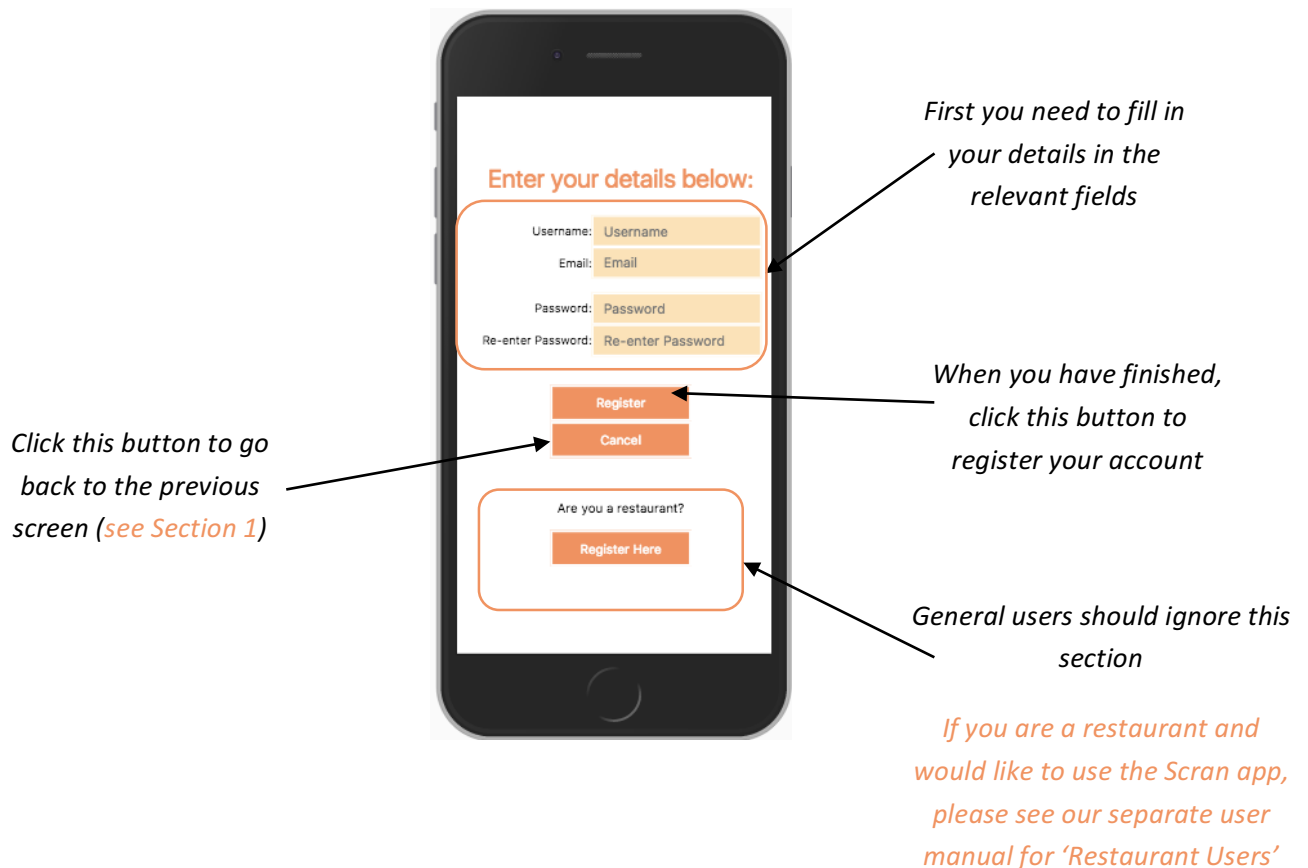 Enter your details below:
Username: Username
Email: Email
Password: Password
Re-enter Password: Re-enter Password
Register
Cancel
Are you a restaurant?
Register Here
First you need to fill in
your details in the
relevant fields
When you have finished,
click this button to
register your account
Click this button to go
back to the previous
screen (see Section 1)
General users should ignore this
section
If you are a restaurant and
would like to use the Scran app,
please see our separate user
manual for ‘Restaurant Users’